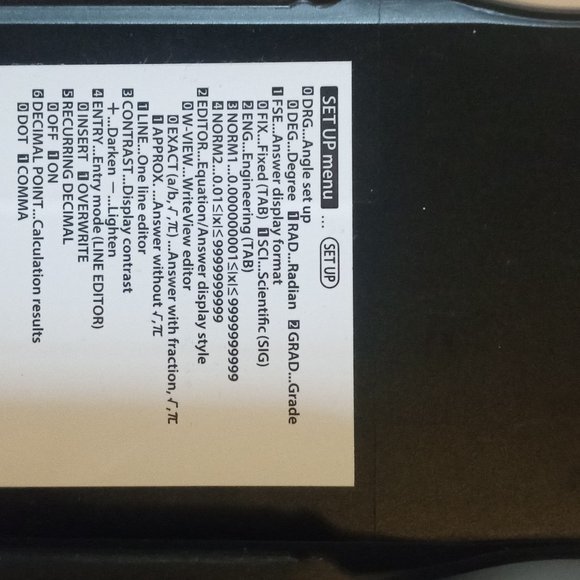 SET UP menu ... SET UP
0 DRG...Angle set up
0 DEG...Degree 1 RAD...Radian 2 GRAD...Grade
1 FSE...Answer display format
0 FIX...Fixed (TAB) 1 SCI...Scientific (SIG)
2 ENG...Engineering (TAB)
3 NORM1...0.000000001≤|x|≤9999999999
4 NORM2...0.01≤|x|≤9999999999
2 EDITOR...Equation/Answer display style
0 W-VIEW...WriteView editor
0 EXACT (a/b,√,π)...Answer with fraction,√,π
1 APPROX....Answer without √,π
1 LINE...One line editor
3 CONTRAST...Display contrast
+...Darken −...Lighten
4 ENTRY...Entry mode (LINE EDITOR)
0 INSERT 1 OVERWRITE
5 RECURRING DECIMAL
0 OFF 1 ON
6 DECIMAL POINT...Calculation results
0 DOT 1 COMMA